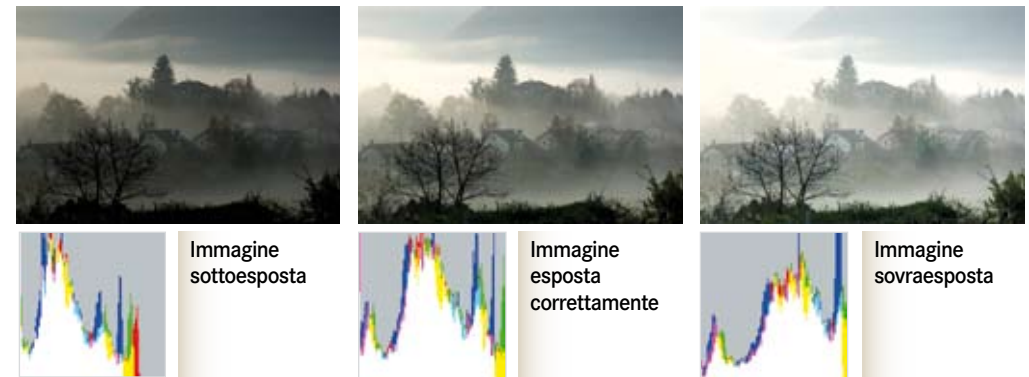 Immagine
sottoesposta
Immagine
esposta
correttamente
Immagine
sovraesposta